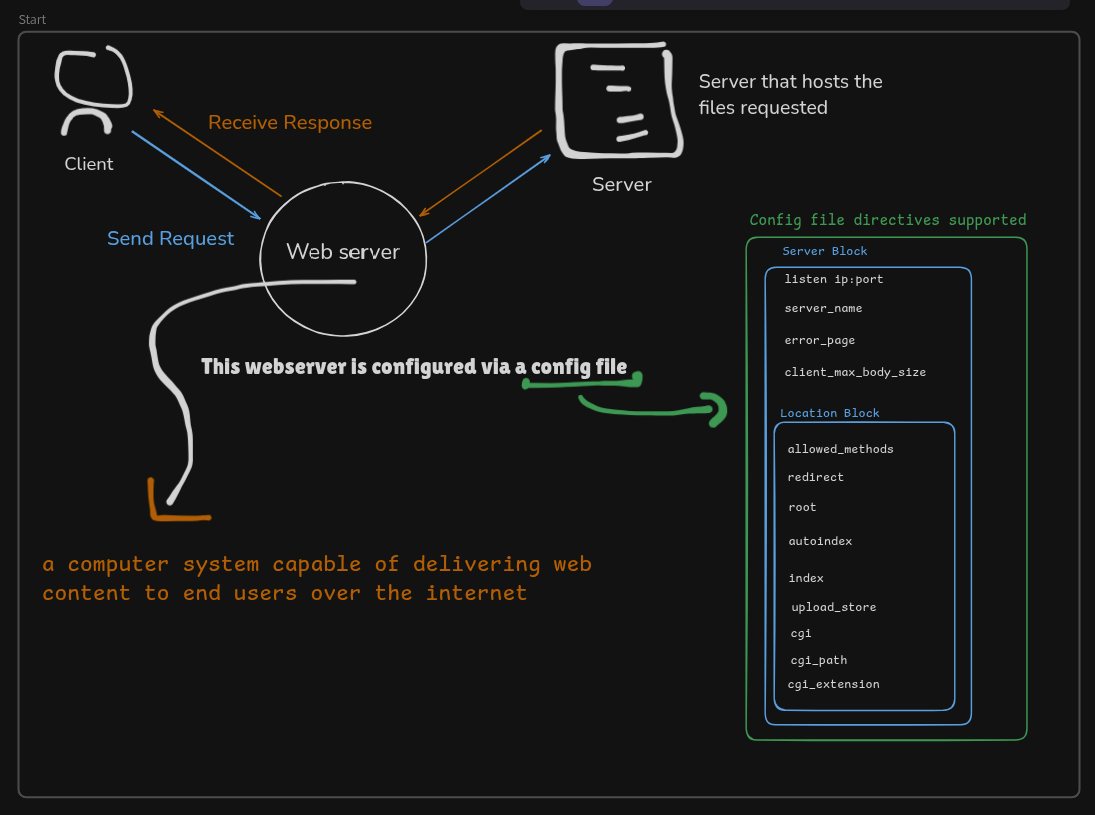 Start
Receive Response
Client
Send Request
Web server
Server that hosts the
files requested
Server
This webserver is configured via a config file
a computer system capable of delivering web
content to end users over the internet
Config file directives supported
Server Block
listen ip:port
server_name
error_page
client_max_body_size
Location Block
allowed_methods
redirect
root
autoindex
index
upload_store
cgi
cgi_path
cgi_extension